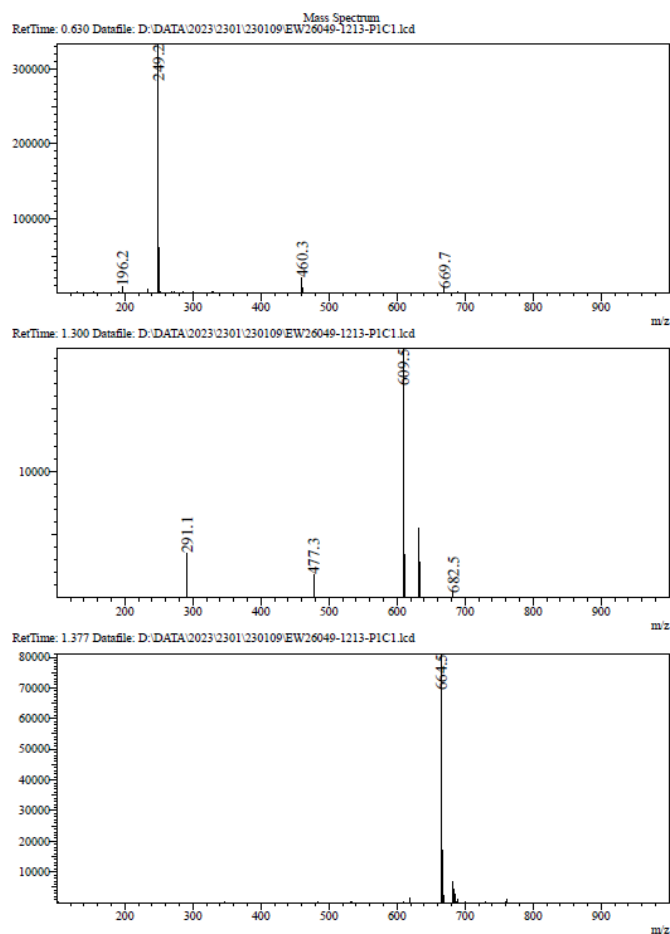 Mass Spectrum
RetTime: 0.630 Datafile: D:\DATA\2023\2301\230109\EW26049-1213-P1C1.lcd
300000
200000
100000
249.2
196.2
460.3
669.7
200 300 400 500 600 700 800 900
m/z
RetTime: 1.300 Datafile: D:\DATA\2023\2301\230109\EW26049-1213-P1C1.lcd
10000
609.5
291.1
477.3
682.5
200 300 400 500 600 700 800 900
m/z
RetTime: 1.377 Datafile: D:\DATA\2023\2301\230109\EW26049-1213-P1C1.lcd
80000
70000
60000
50000
40000
30000
20000
10000
664.5
200 300 400 500 600 700 800 900
m/z